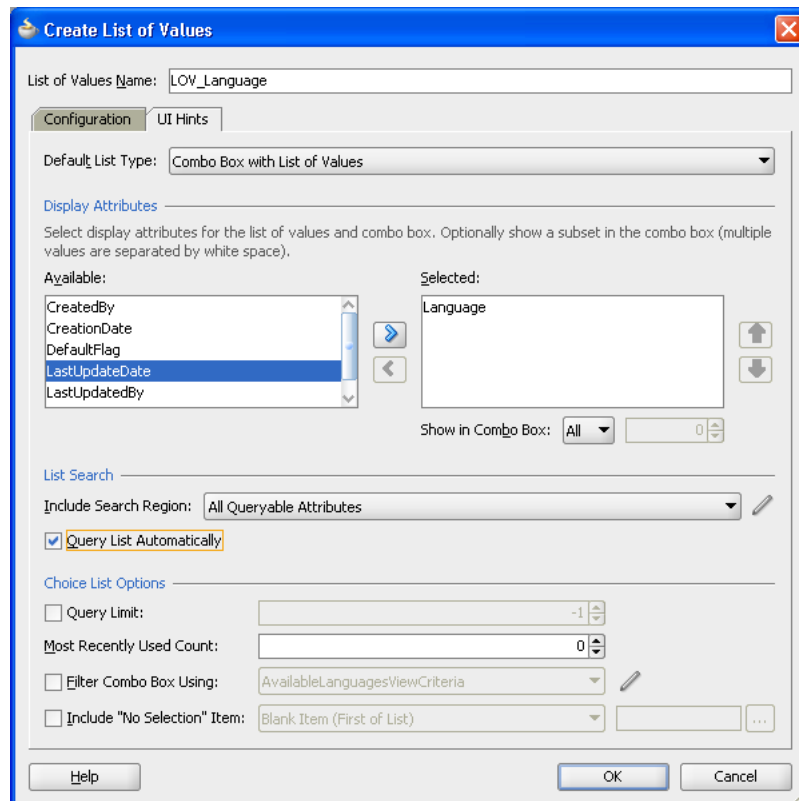 Create List of Values
List of Values Name: LOV_Language
Configuration UI Hints
Default List Type: Combo Box with List of Values
Display Attributes
Select display attributes for the list of values and combo box. Optionally show a subset in the combo box (multiple
values are separated by white space).
Available: Selected:
CreatedBy Language
CreationDate
DefaultFlag
LastUpdateDate
LastUpdatedBy
Show in Combo Box: All 0
List Search
Include Search Region: All Queryable Attributes
Query List Automatically
Choice List Options
Query Limit: -1
Most Recently Used Count: 0
Filter Combo Box Using: AvailableLanguagesViewCriteria
Include "No Selection" Item: Blank Item (First of List) ...
Help OK Cancel